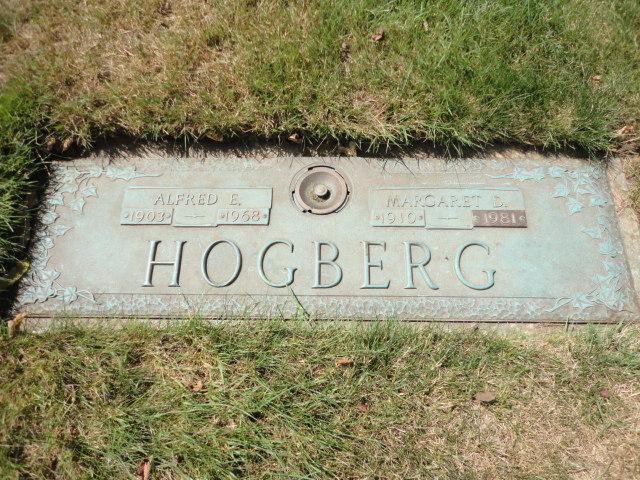 ALFRED E. MARGARET D.
1903 — 1968 1910 — 1981
HOGBERG